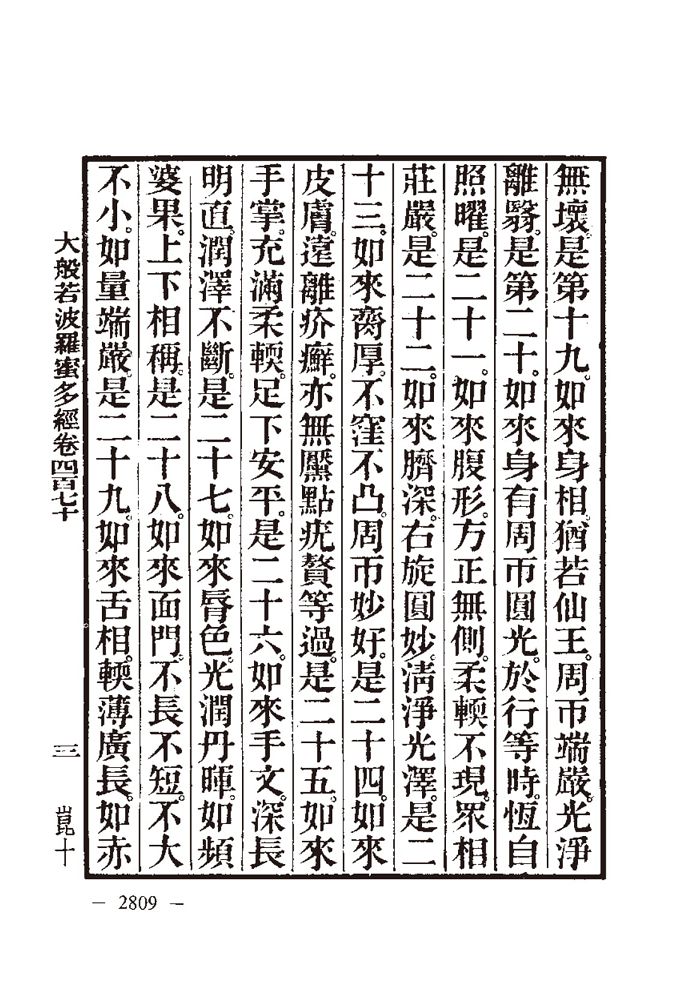 無壞。是第十九。如來身相。猶若仙王。周帀端嚴。光淨
離翳。是第二十。如來身有周帀圓光。於行等時。恆自
照曜。是二十一。如來腹形。方正無側。柔輭不現。眾相
莊嚴。是二十二。如來臍深。右旋圓妙。清淨光澤。是二
十三。如來齎厚。不窪不凸。周帀妙好。是二十四。如來
皮膚。遠離疥癬。亦無黶點疣贅等過。是二十五。如來
手掌。充滿柔輭。足下安平。是二十六。如來手文。深長
明直。潤澤不斷。是二十七。如來脣色。光潤丹暉。如頻
婆果。上下相稱。是二十八。如來面門。不長不短。不大
不小。如量端嚴。是二十九。如來舌相。輭薄廣長。如赤
大般若波羅蜜多經卷四百七十
三
崑十
— 2809 —